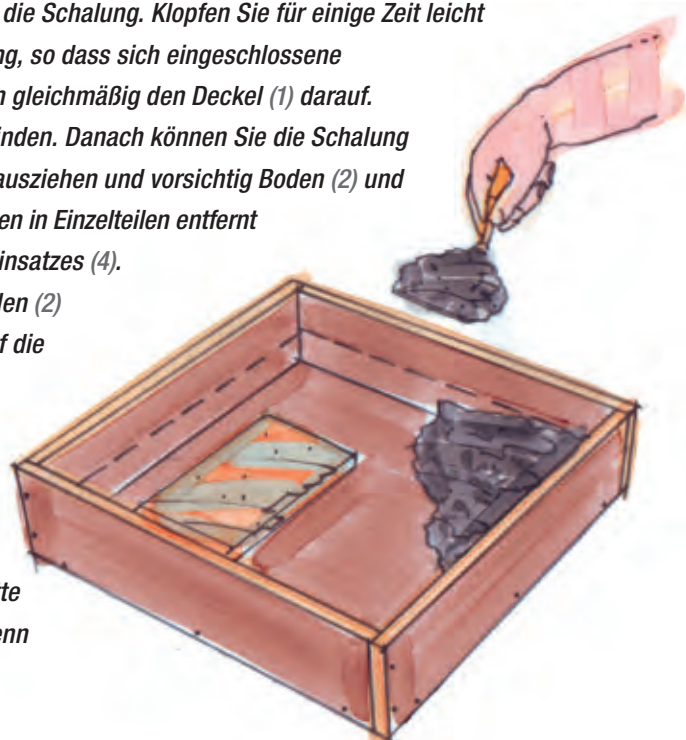 die Schalung. Klopfen Sie für einige Zeit leicht
ng, so dass sich eingeschlossene
n gleichmäßig den Deckel (1) darauf.
inden. Danach können Sie die Schalung
ausziehen und vorsichtig Boden (2) und
en in Einzelteilen entfernt
insatzes (4).
len (2)
f die
tte
enn